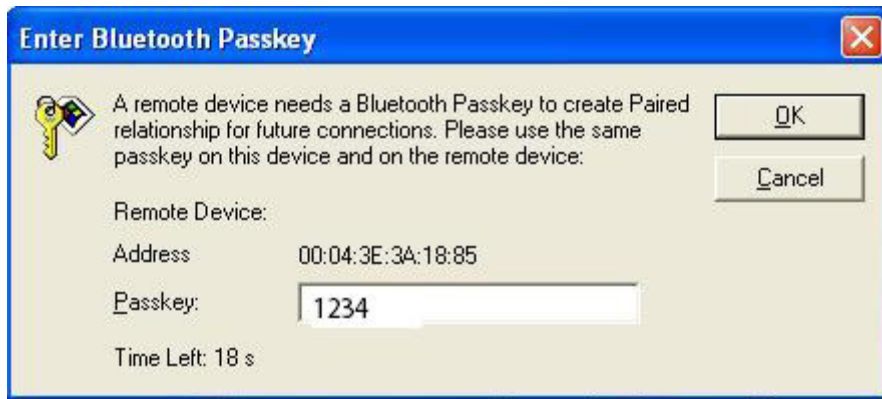 Enter Bluetooth Passkey
A remote device needs a Bluetooth Passkey to create Paired
relationship for future connections. Please use the same
passkey on this device and on the remote device:
OK
Cancel
Remote Device:
Address 00:04:3E:3A:18:85
Passkey: 1234
Time Left: 18 s